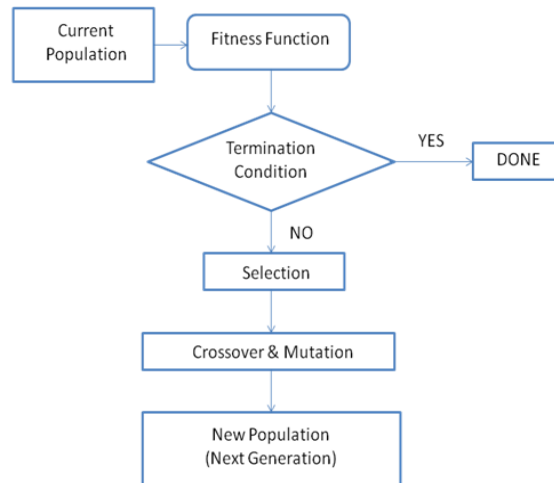 Current
Population
Fitness Function
Termination
Condition
YES
DONE
NO
Selection
Crossover & Mutation
New Population
(Next Generation)